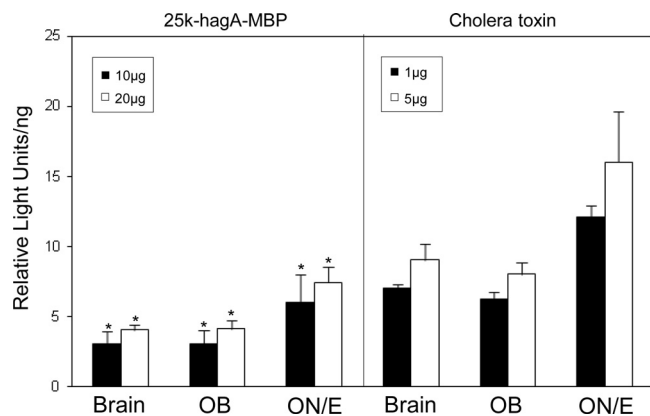 25k-hagA-MBP Cholera toxin
25
20
15
10
5
0
Relative Light Units/ng
10µg
20µg
1µg
5µg
* * * * * *
Brain OB ON/E Brain OB ON/E